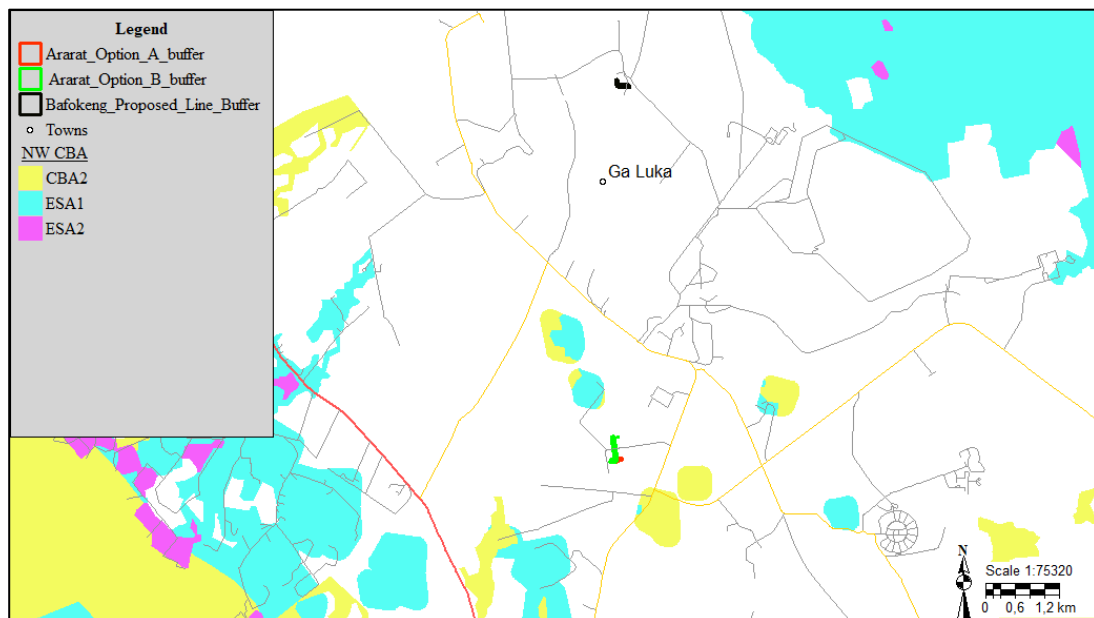 Legend
Ararat_Option_A_buffer
Ararat_Option_B_buffer
Bafokeng_Proposed_Line_Buffer
Towns
NW CBA
CBA2
ESA1
ESA2
Ga Luka
N
Scale 1:75320
0 0,6 1,2 km